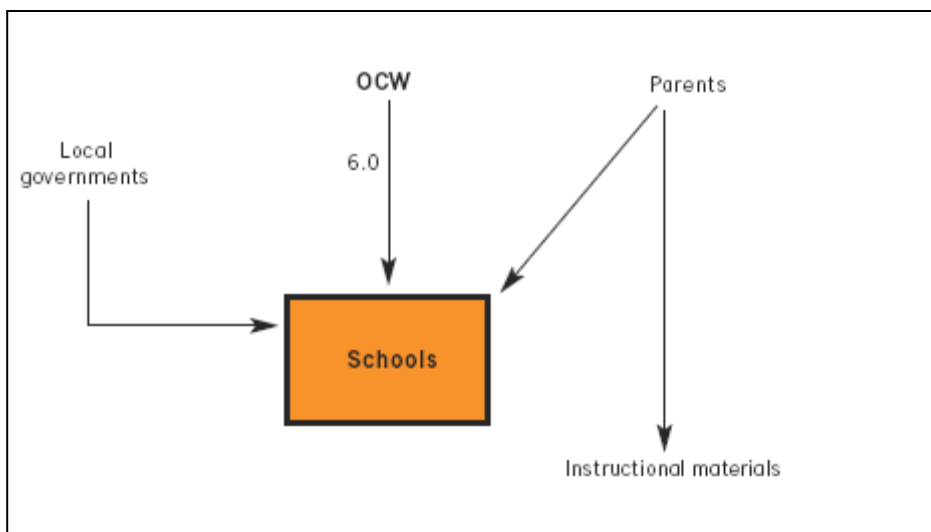 OCW
Parents
Local
governments
6.0
Schools
Instructional materials